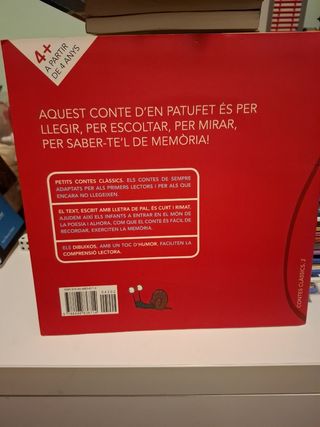 4+
A PARTIR
DE 4 ANYS
AQUEST CONTE D'EN PATUFET ÉS PER
LLEGIR, PER ESCOLTAR, PER MIRAR,
PER SABER-TE'L DE MEMÒRIA!
PETITS CONTES CLÀSSICS. ELS CONTES DE SEMPRE
ADAPTATS PER ALS PRIMERS LECTORS I PER ALS QUE
ENCARA NO LLEGEIXEN.
EL TEXT, ESCRIT AMB LLETRA DE PAL, ÉS CURT I RIMAT.
AJUDEM AIXÍ ELS INFANTS A ENTRAR EN EL MÓN DE
LA POESIA I ALHORA, COM QUE EL CONTE ÉS FÀCIL DE
RECORDAR, EXERCITEN LA MEMÒRIA.
ELS DIBUIXOS, AMB UN TOC D'HUMOR, FACILITEN LA
COMPRENSIÓ LECTORA.
CONTES CLÀSSICS, 2